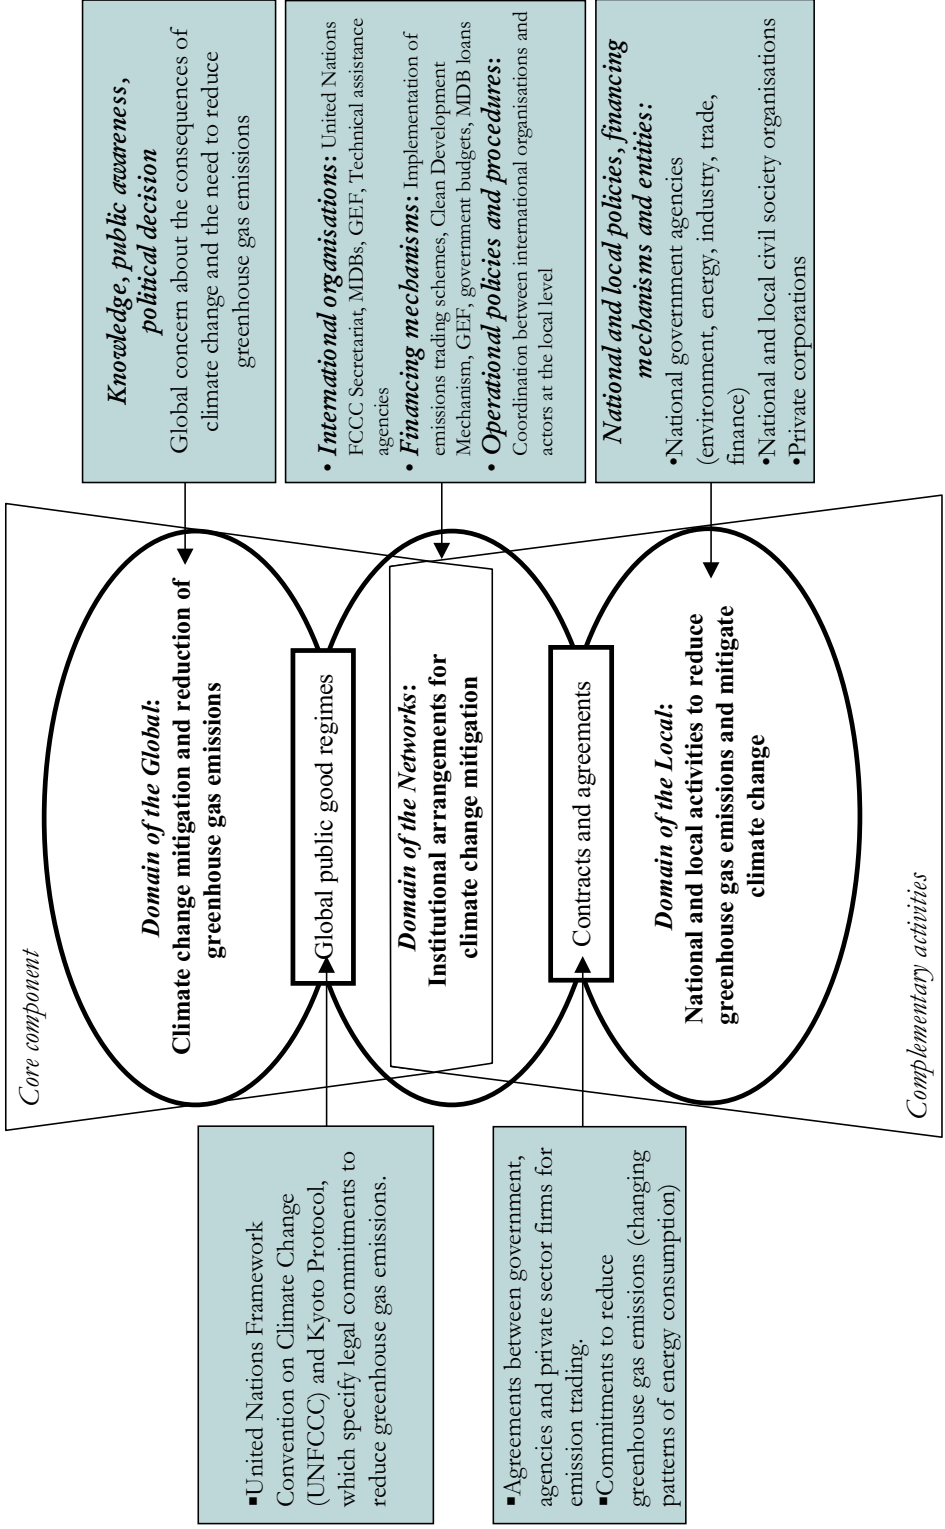 Core component
Domain of the Global:
Climate change mitigation and reduction of
greenhouse gas emissions
Global public good regimes
Domain of the Networks:
Institutional arrangements for
climate change mitigation
Contracts and agreements
Domain of the Local:
National and local activities to reduce
greenhouse gas emissions and mitigate
climate change
Complementary activities
▪United Nations Framework
Convention on Climate Change
(UNFCCC) and Kyoto Protocol,
which specify legal commitments to
reduce greenhouse gas emissions.
▪Agreements between government,
agencies and private sector firms for
emission trading.
▪Commitments to reduce
greenhouse gas emissions (changing
patterns of energy consumption)
Knowledge, public awareness,
political decision
Global concern about the consequences of
climate change and the need to reduce
greenhouse gas emissions
• International organisations: United Nations
FCCC Secretariat, MDBs, GEF, Technical assistance
agencies
• Financing mechanisms: Implementation of
emissions trading schemes, Clean Development
Mechanism, GEF, government budgets, MDB loans
• Operational policies and procedures:
Coordination between international organisations and
actors at the local level
National and local policies, financing
mechanisms and entities:
•National government agencies
(environment, energy, industry, trade,
finance)
•National and local civil society organisations
•Private corporations